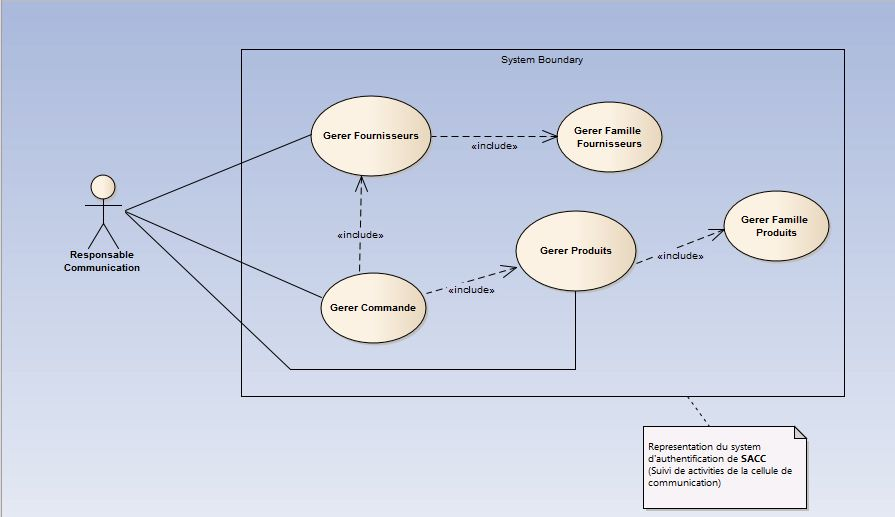 System Boundary
Gerer Fournisseurs
«include»
Gerer Famille
Fournisseurs
Responsable
Communication
«include»
Gerer Produits
«include»
Gerer Famille
Produits
Gerer Commande
«include»
Representation du system
d'authentification de SACC
(Suivi de activities de la cellule de
communication)